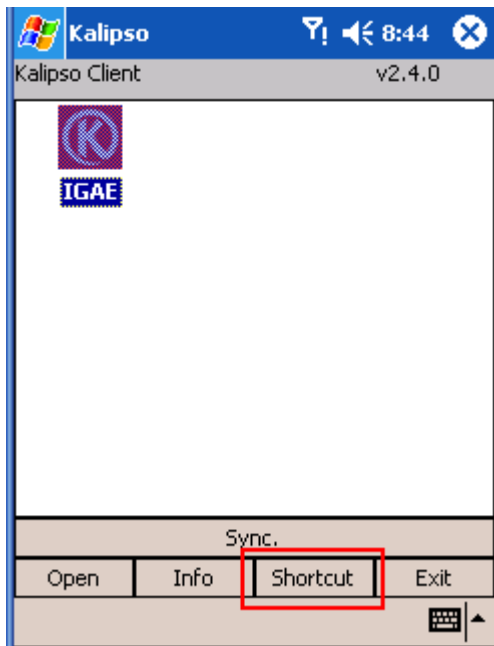 Kalipso 8:44
Kalipso Client v2.4.0
K
IGAE
Sync.
Open Info Shortcut Exit